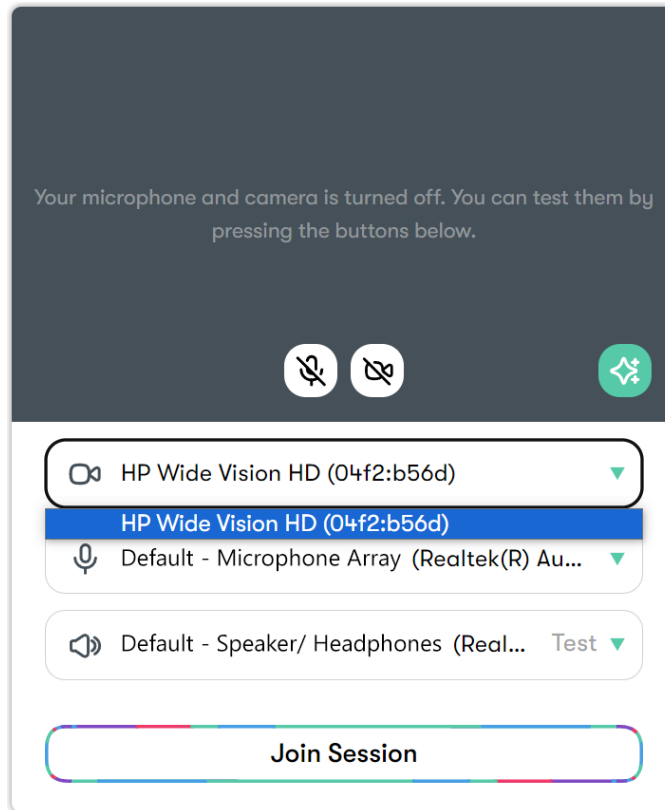 Your microphone and camera is turned off. You can test them by
pressing the buttons below.
HP Wide Vision HD (04f2:b56d)
HP Wide Vision HD (04f2:b56d)
Default - Microphone Array (Realtek(R) Au...
Default - Speaker/ Headphones (Real... Test
Join Session